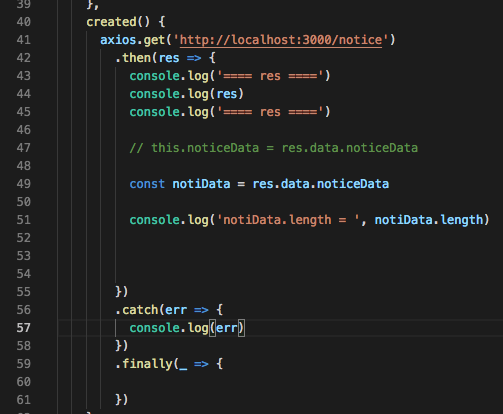 39 },
40 created() {
41 axios.get('http://localhost:3000/notice')
42 .then(res => {
43 console.log('==== res ====')
44 console.log(res)
45 console.log('==== res ====')
46
47 // this.noticeData = res.data.noticeData
48
49 const notiData = res.data.noticeData
50
51 console.log('notiData.length = ', notiData.length)
52
53
54
55 })
56 .catch(err => {
57 console.log(err)
58 })
59 .finally(_ => {
60
61 })